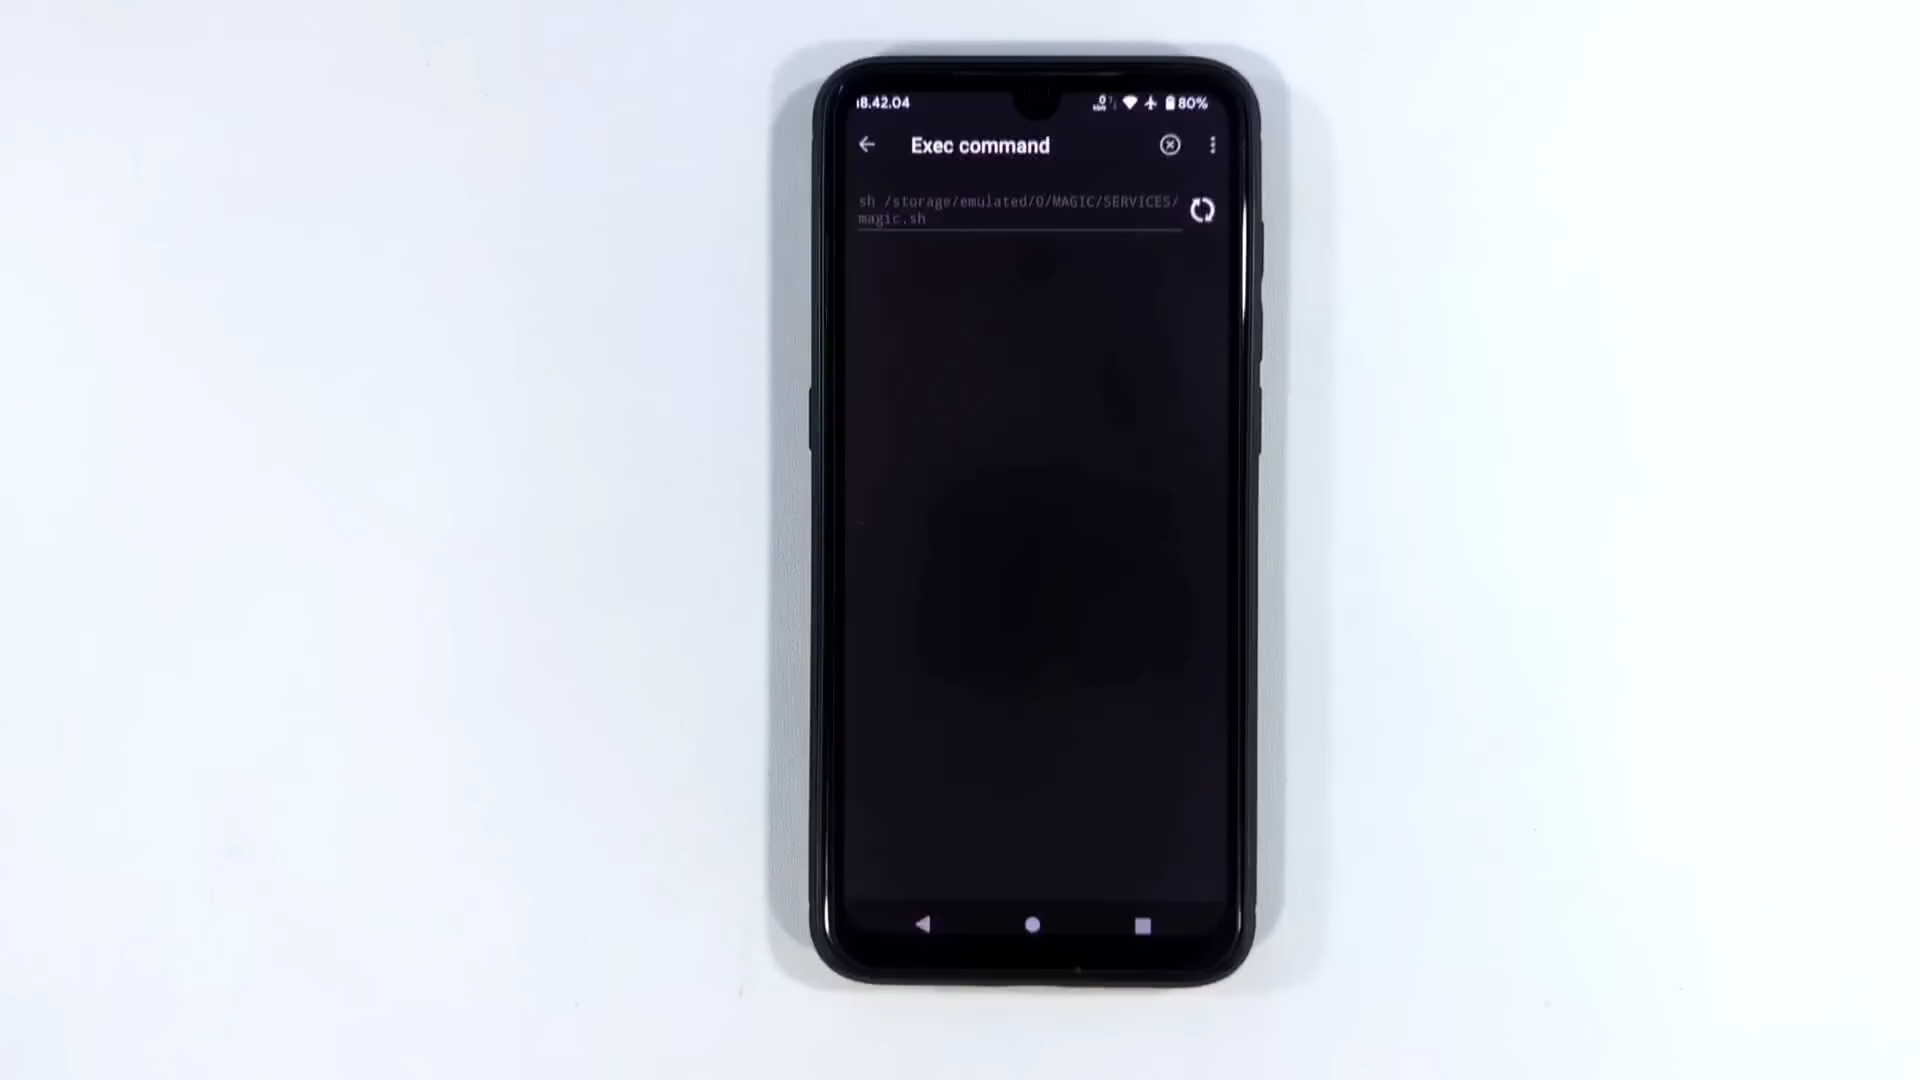 18.42.04
80%
Exec command
sh /storage/emulated/0/MAGIC/SERVICES/
magic.sh